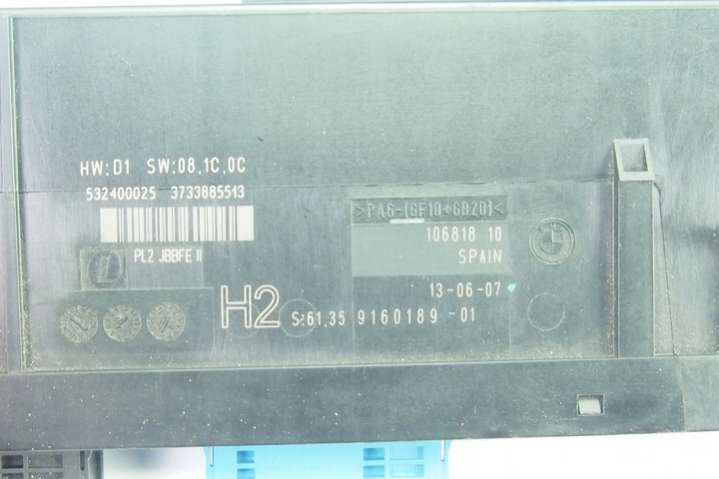 HW:D1 SW:08.1C.0C
532400025 3733885513
PL2 JBBFE II
>PA6-(GF10+GB20)<
106818 10
SPAIN
13-06-07
H2 S:61.35 9160189 -01